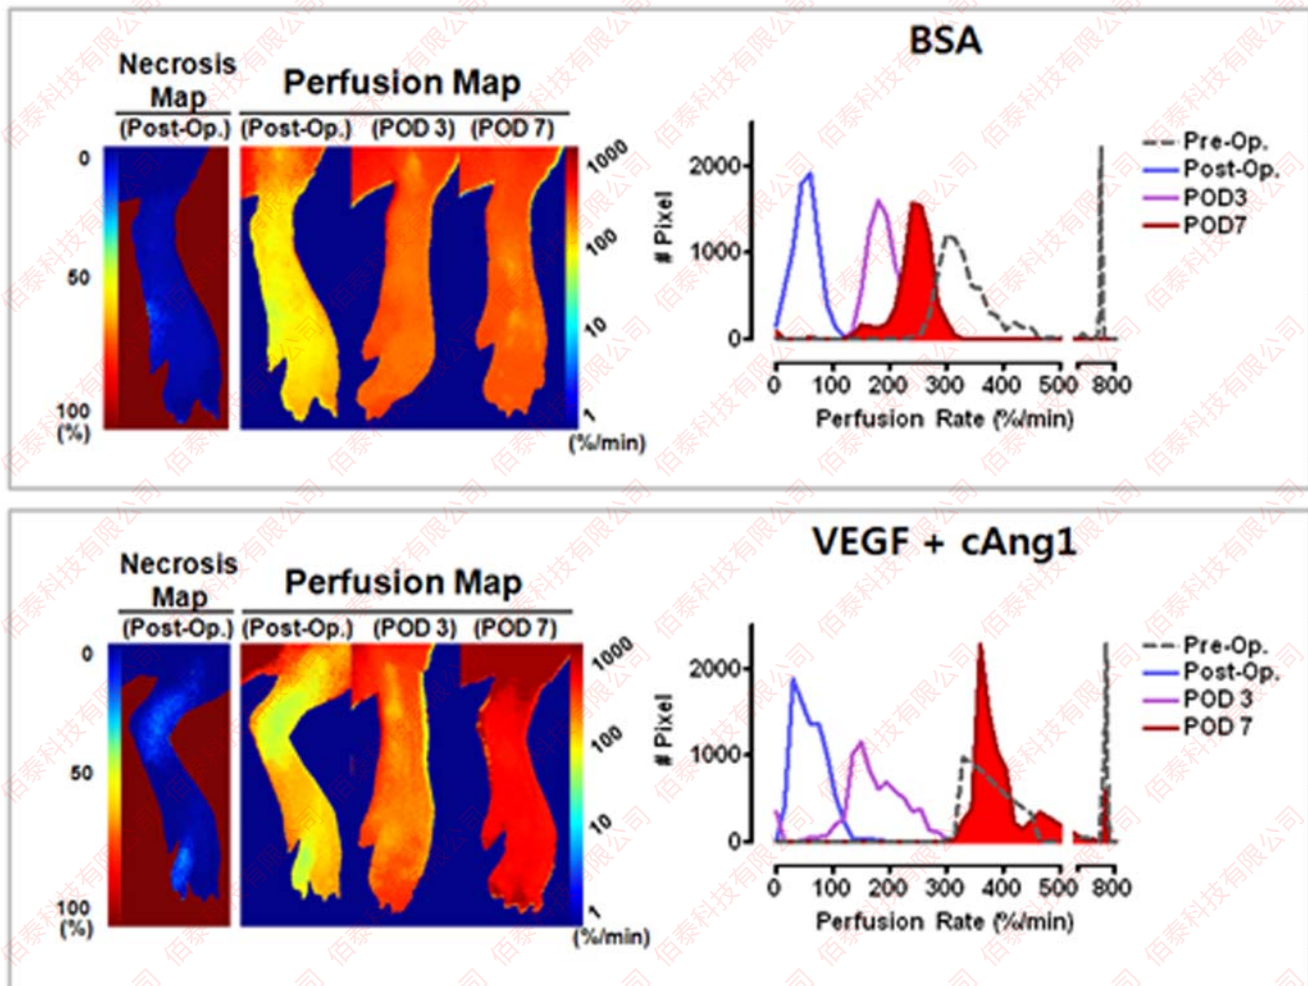 BSA
Necrosis Map
Perfusion Map
(Post-Op.) (Post-Op.) (POD 3) (POD 7)
0
50
100
(%)
1000
100
10
1
(%/min)
# Pixel
2000
1000
0
0 100 200 300 400 500 800
Perfusion Rate (%/min)
Pre-Op.
Post-Op.
POD3
POD7
VEGF + cAng1
Necrosis Map
Perfusion Map
(Post-Op.) (Post-Op.) (POD 3) (POD 7)
0
50
100
(%)
1000
100
10
1
(%/min)
# Pixel
2000
1000
0
0 100 200 300 400 500 800
Perfusion Rate (%/min)
Pre-Op.
Post-Op.
POD 3
POD 7
佰泰科技有限公司